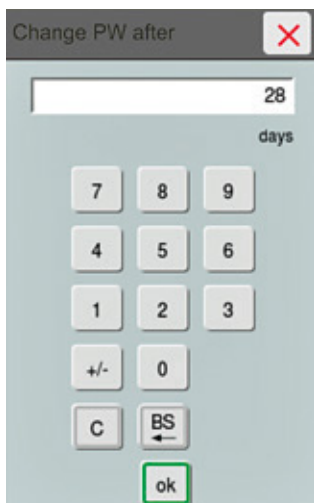 Change PW after
28
days
7 8 9
4 5 6
1 2 3
+/- 0
C BS
ok